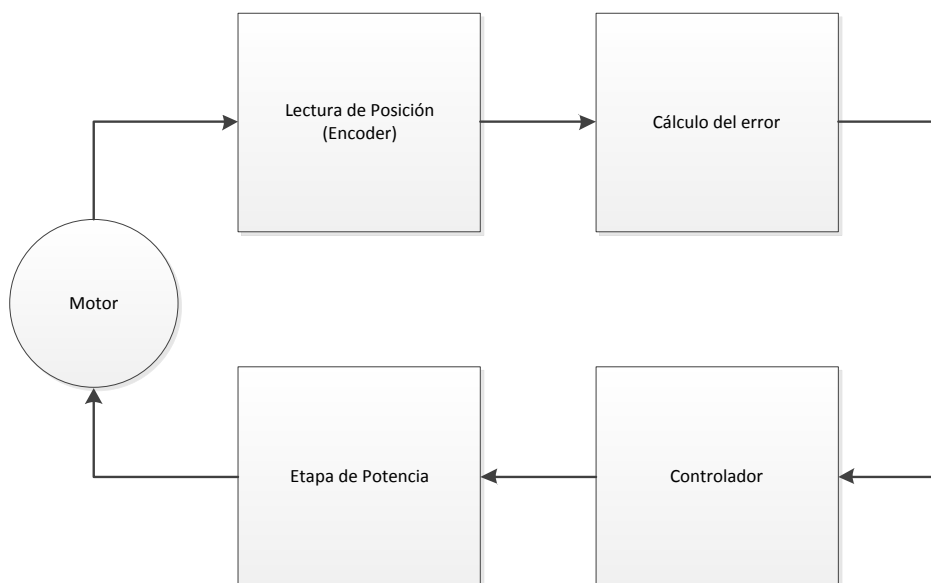 Lectura de Posición
(Encoder)
Cálculo del error
Motor
Etapa de Potencia
Controlador